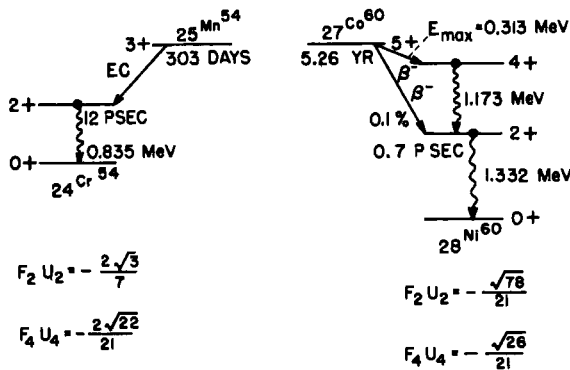 3+ 25Mn54
303 DAYS
EC
2+
12 PSEC
0.835 MeV
0+
24Cr54
F2 U2 = - 2√3/7
F4 U4 = - 2√22/21
27Co60
5.26 YR
5+
Emax=0.313 MeV
β-
4+
β-
1.173 MeV
0.1%
2+
0.7 PSEC
1.332 MeV
0+
28Ni60
F2 U2 = - √78/21
F4 U4 = - √26/21